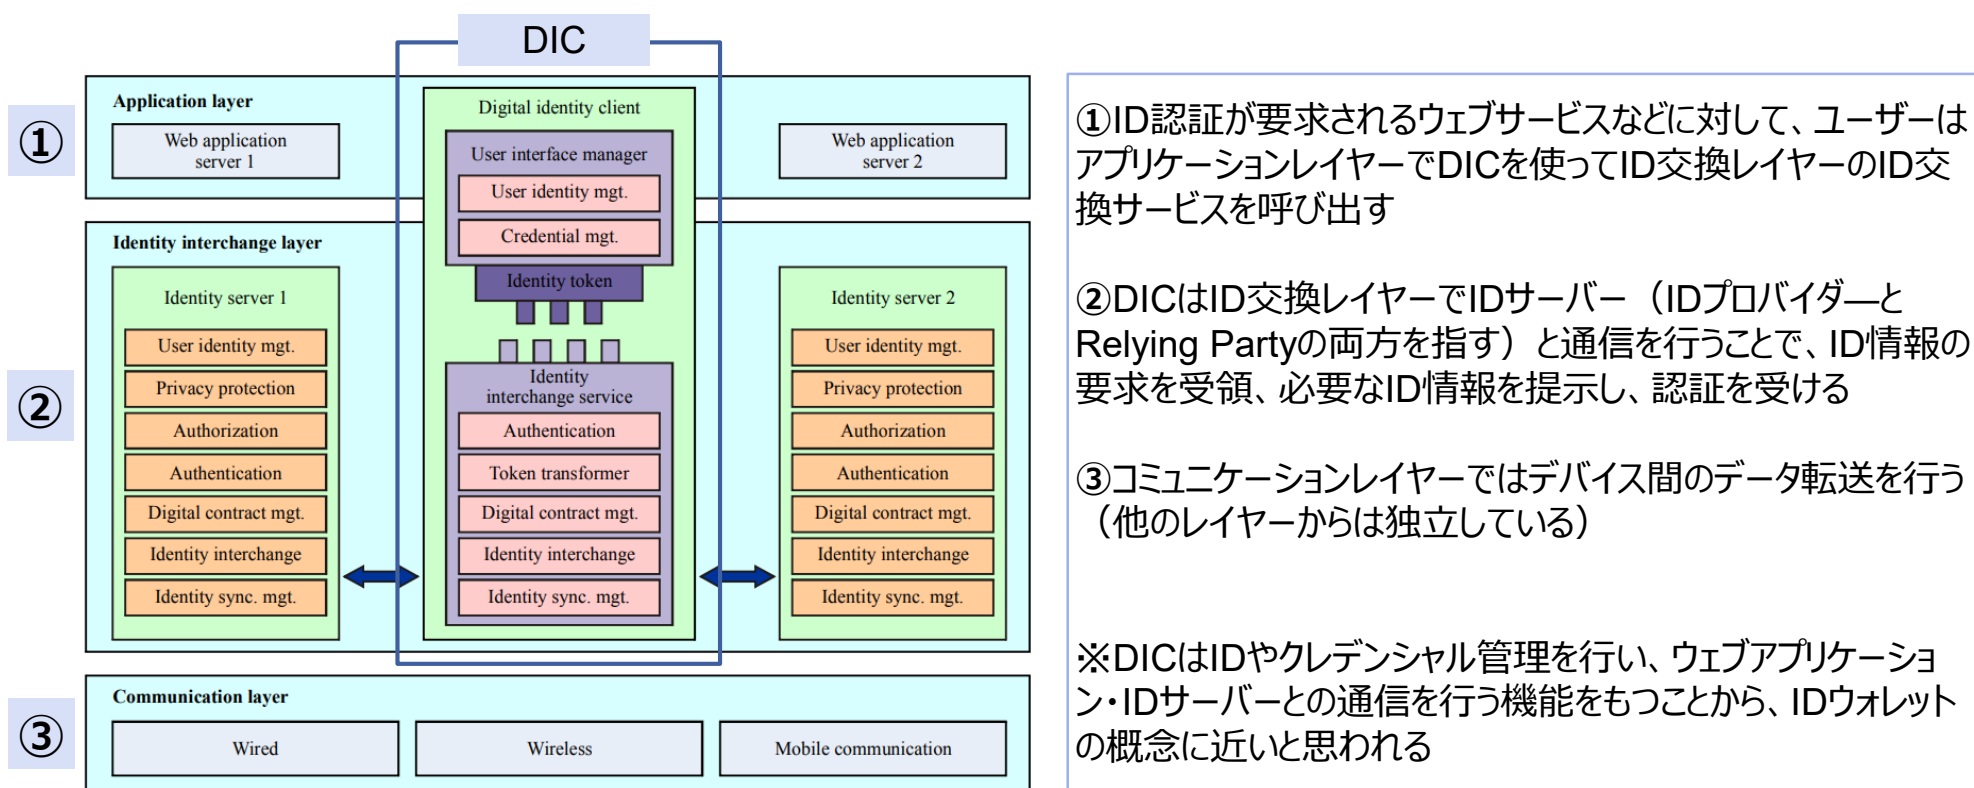 DIC
①
Application layer
Web application
server 1
Digital identity client
User interface manager
User identity mgt.
Credential mgt.
Web application
server 2
②
Identity interchange layer
Identity server 1
User identity mgt.
Privacy protection
Authorization
Authentication
Digital contract mgt.
Identity interchange
Identity sync. mgt.
Identity token
Identity
interchange service
Authentication
Token transformer
Digital contract mgt.
Identity interchange
Identity sync. mgt.
Identity server 2
User identity mgt.
Privacy protection
Authorization
Authentication
Digital contract mgt.
Identity interchange
Identity sync. mgt.
③
Communication layer
Wired
Wireless
Mobile communication
①ID認証が要求されるウェブサービスなどに対して、ユーザーは
アプリケーションレイヤーでDICを使ってID交換レイヤーのID交
換サービスを呼び出す
②DICはID交換レイヤーでIDサーバー（IDプロバイダ―と
Relying Partyの両方を指す）と通信を行うことで、ID情報の
要求を受領、必要なID情報を提示し、認証を受ける
③コミュニケーションレイヤーではデバイス間のデータ転送を行う
（他のレイヤーからは独立している）
※DICはIDやクレデンシャル管理を行い、ウェブアプリケーショ
ン・IDサーバーとの通信を行う機能をもつことから、IDウォレット
の概念に近いと思われる